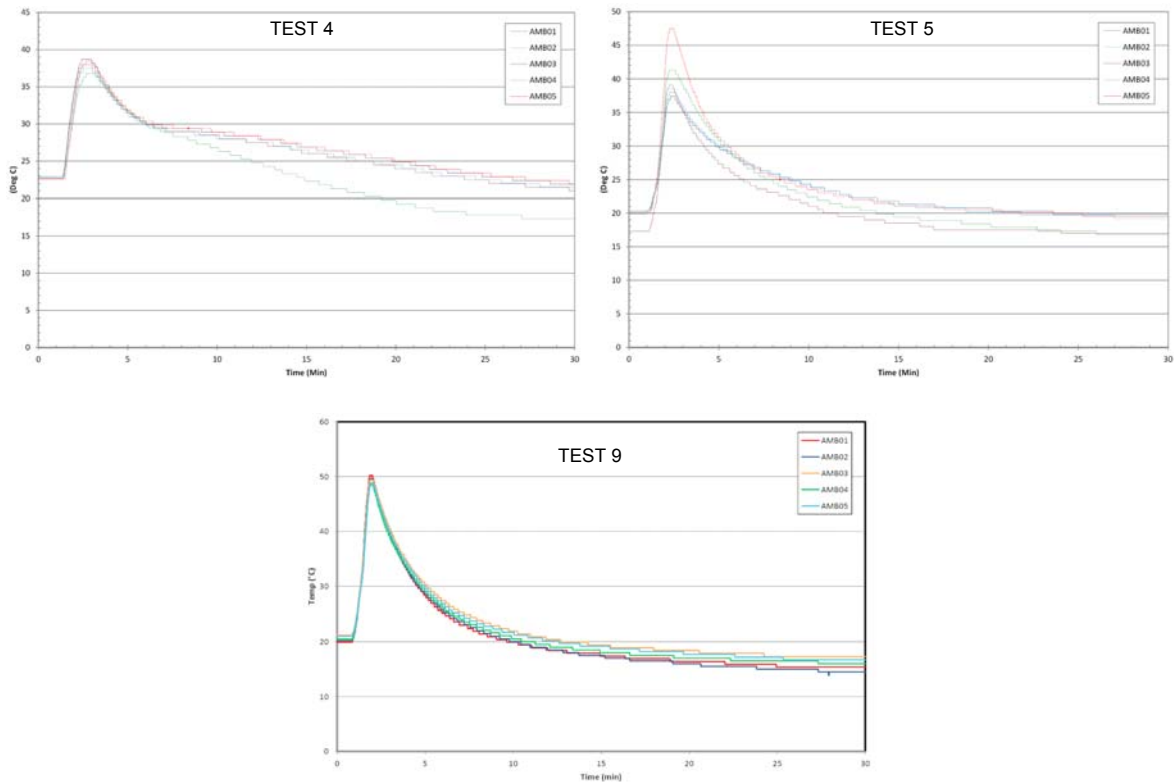 TEST 4
AMB01
AMB02
AMB03
AMB04
AMB05
(Deg C)
45
40
35
30
25
20
15
10
5
0
0 5 10 15 20 25 30
Time (Min)
TEST 5
AMB01
AMB02
AMB03
AMB04
AMB05
(Deg C)
50
45
40
35
30
25
20
15
10
5
0
0 5 10 15 20 25 30
Time (Min)
TEST 9
AMB01
AMB02
AMB03
AMB04
AMB05
Temp (°C)
60
50
40
30
20
10
0
0 5 10 15 20 25 30
Time (min)